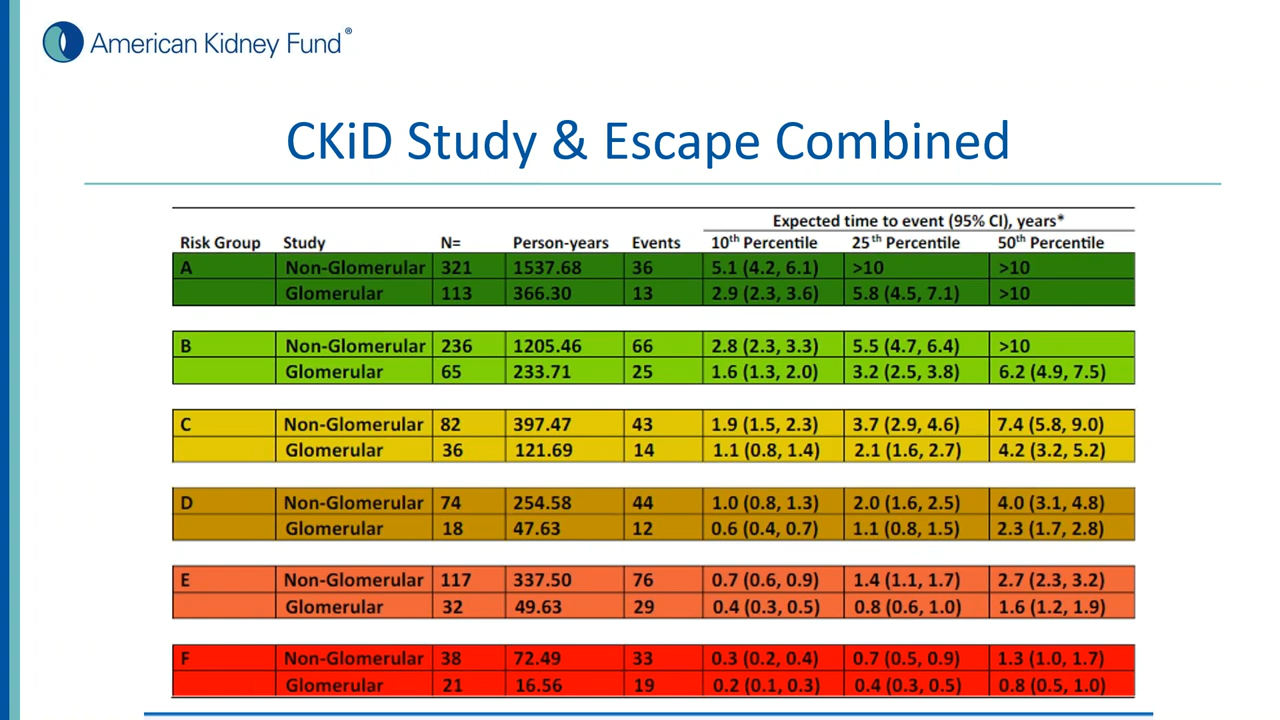 American Kidney Fund®
CKiD Study & Escape Combined
Expected time to event (95% CI), years*
Risk Group Study N= Person-years Events 10th Percentile 25th Percentile 50th Percentile
A Non-Glomerular 321 1537.68 36 5.1 (4.2, 6.1) >10 >10
Glomerular 113 366.30 13 2.9 (2.3, 3.6) 5.8 (4.5, 7.1) >10
B Non-Glomerular 236 1205.46 66 2.8 (2.3, 3.3) 5.5 (4.7, 6.4) >10
Glomerular 65 233.71 25 1.6 (1.3, 2.0) 3.2 (2.5, 3.8) 6.2 (4.9, 7.5)
C Non-Glomerular 82 397.47 43 1.9 (1.5, 2.3) 3.7 (2.9, 4.6) 7.4 (5.8, 9.0)
Glomerular 36 121.69 14 1.1 (0.8, 1.4) 2.1 (1.6, 2.7) 4.2 (3.2, 5.2)
D Non-Glomerular 74 254.58 44 1.0 (0.8, 1.3) 2.0 (1.6, 2.5) 4.0 (3.1, 4.8)
Glomerular 18 47.63 12 0.6 (0.4, 0.7) 1.1 (0.8, 1.5) 2.3 (1.7, 2.8)
E Non-Glomerular 117 337.50 76 0.7 (0.6, 0.9) 1.4 (1.1, 1.7) 2.7 (2.3, 3.2)
Glomerular 32 49.63 29 0.4 (0.3, 0.5) 0.8 (0.6, 1.0) 1.6 (1.2, 1.9)
F Non-Glomerular 38 72.49 33 0.3 (0.2, 0.4) 0.7 (0.5, 0.9) 1.3 (1.0, 1.7)
Glomerular 21 16.56 19 0.2 (0.1, 0.3) 0.4 (0.3, 0.5) 0.8 (0.5, 1.0)